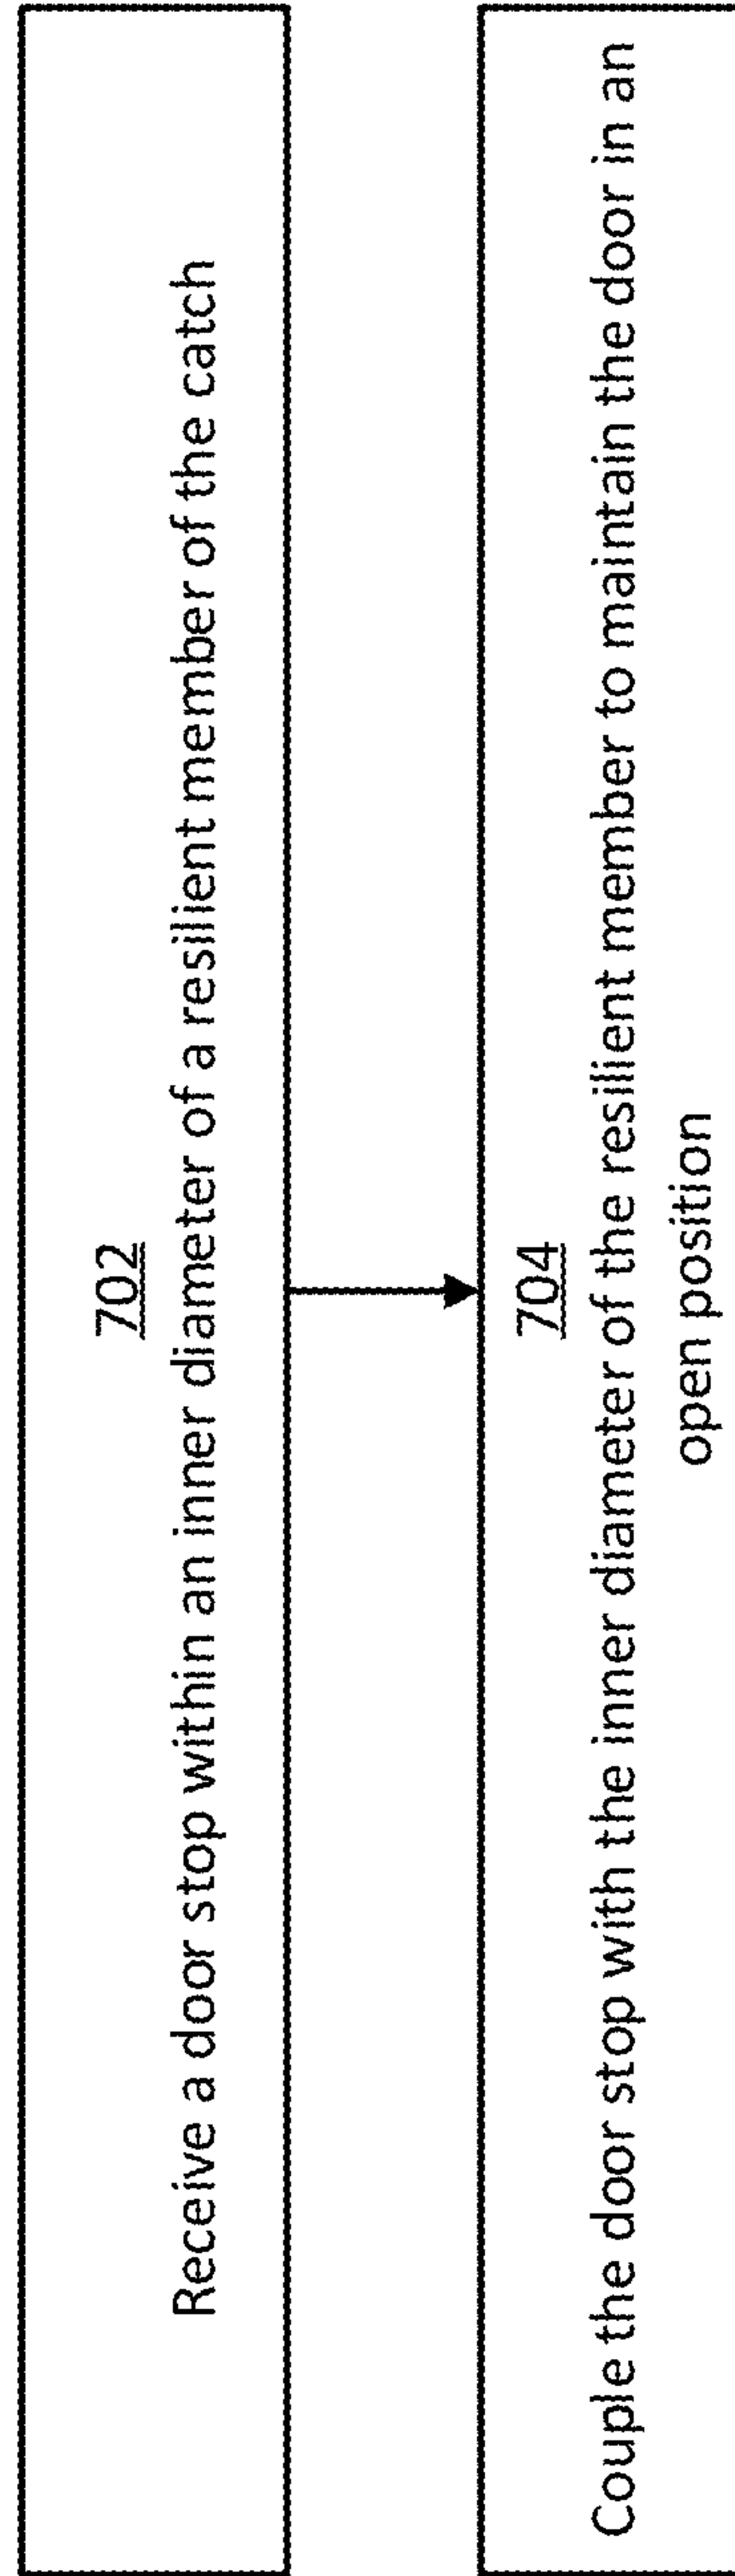 702
Receive a door stop within an inner diameter of a resilient member of the catch
704
Couple the door stop with the inner diameter of the resilient member to maintain the door in an
open position